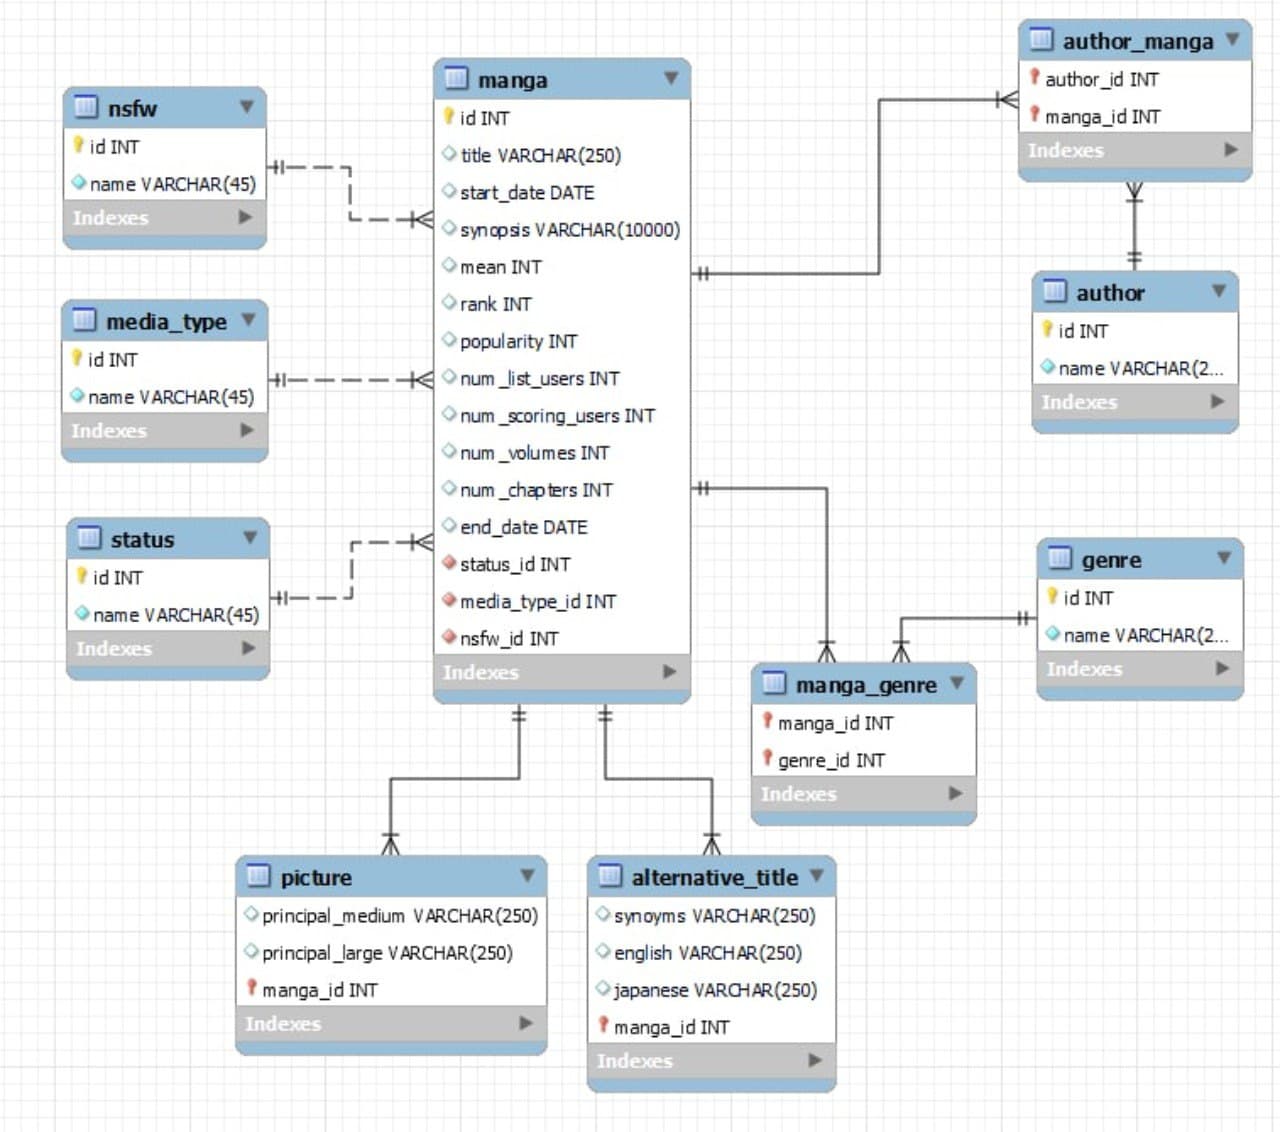 nsfw
id INT
name VARCHAR(45)
Indexes
media_type
id INT
name VARCHAR(45)
Indexes
status
id INT
name VARCHAR(45)
Indexes
manga
id INT
title VARCHAR(250)
start_date DATE
synopsis VARCHAR(10000)
mean INT
rank INT
popularity INT
num_list_users INT
num_scoring_users INT
num_volumes INT
num_chapters INT
end_date DATE
status_id INT
media_type_id INT
nsfw_id INT
Indexes
author_manga
author_id INT
manga_id INT
Indexes
author
id INT
name VARCHAR(2...
Indexes
genre
id INT
name VARCHAR(2...
Indexes
manga_genre
manga_id INT
genre_id INT
Indexes
picture
principal_medium VARCHAR(250)
principal_large VARCHAR(250)
manga_id INT
Indexes
alternative_title
synoyms VARCHAR(250)
english VARCHAR(250)
japanese VARCHAR(250)
manga_id INT
Indexes